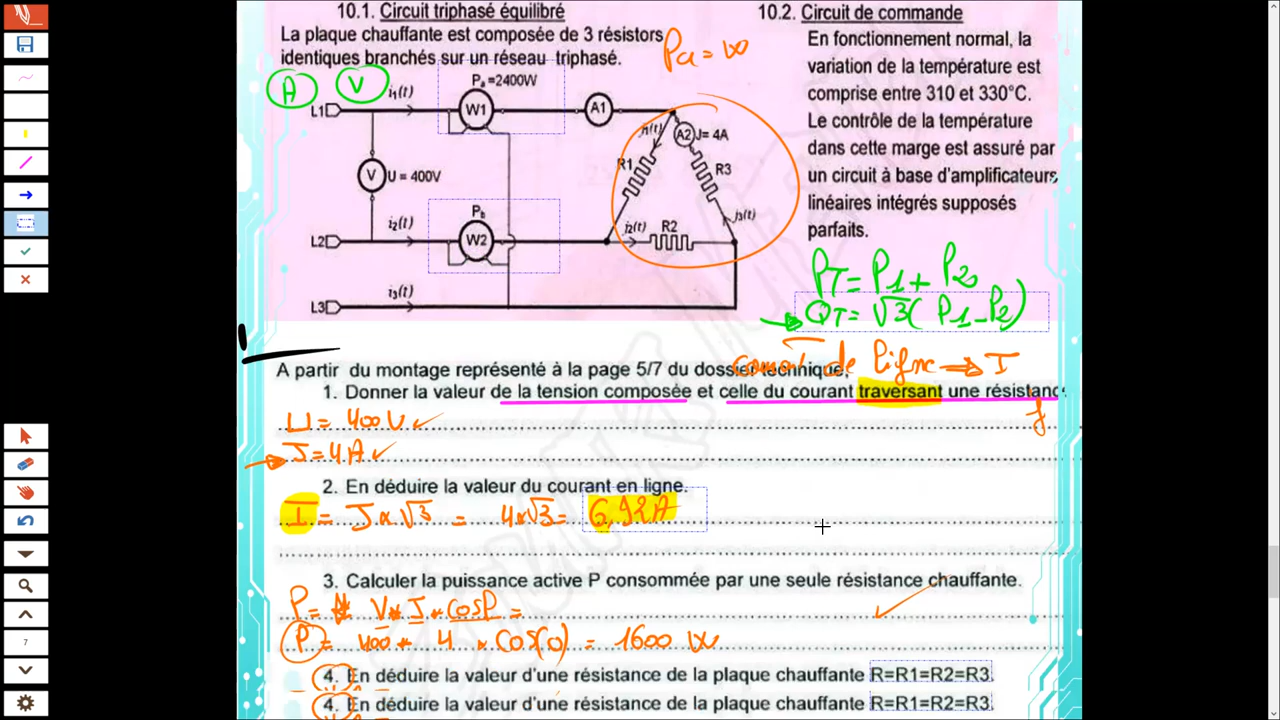 10.1. Circuit triphasé équilibré
La plaque chauffante est composée de 3 résistors
identiques branchés sur un réseau triphasé.
Pa = W
A
V
i1(t)
Pa =2400W
L1
W1
A1
j1(t)
A2
J= 4A
R1
R3
V
U = 400V
i2(t)
Pb
j2(t)
R2
j3(t)
L2
W2
i3(t)
L3
10.2. Circuit de commande
En fonctionnement normal, la
variation de la température est
comprise entre 310 et 330°C.
Le contrôle de la température
dans cette marge est assuré par
un circuit à base d'amplificateurs
linéaires intégrés supposés
parfaits.
PT = P1 + P2
QT = √3( P1 - P2)
courant de ligne → I
A partir du montage représenté à la page 5/7 du dossier technique,
1. Donner la valeur de la tension composée et celle du courant traversant une résistanc
U = 400V
J = 4A
J
2. En déduire la valeur du courant en ligne.
I = J × √3 = 4×√3 = 6,92A
3. Calculer la puissance active P consommée par une seule résistance chauffante.
P = V * J * cosφ =
P = 400 * 4 * cos(0) = 1600 W
4. En déduire la valeur d'une résistance de la plaque chauffante R=R1=R2=R3.
4. En déduire la valeur d'une résistance de la plaque chauffante R=R1=R2=R3.
7